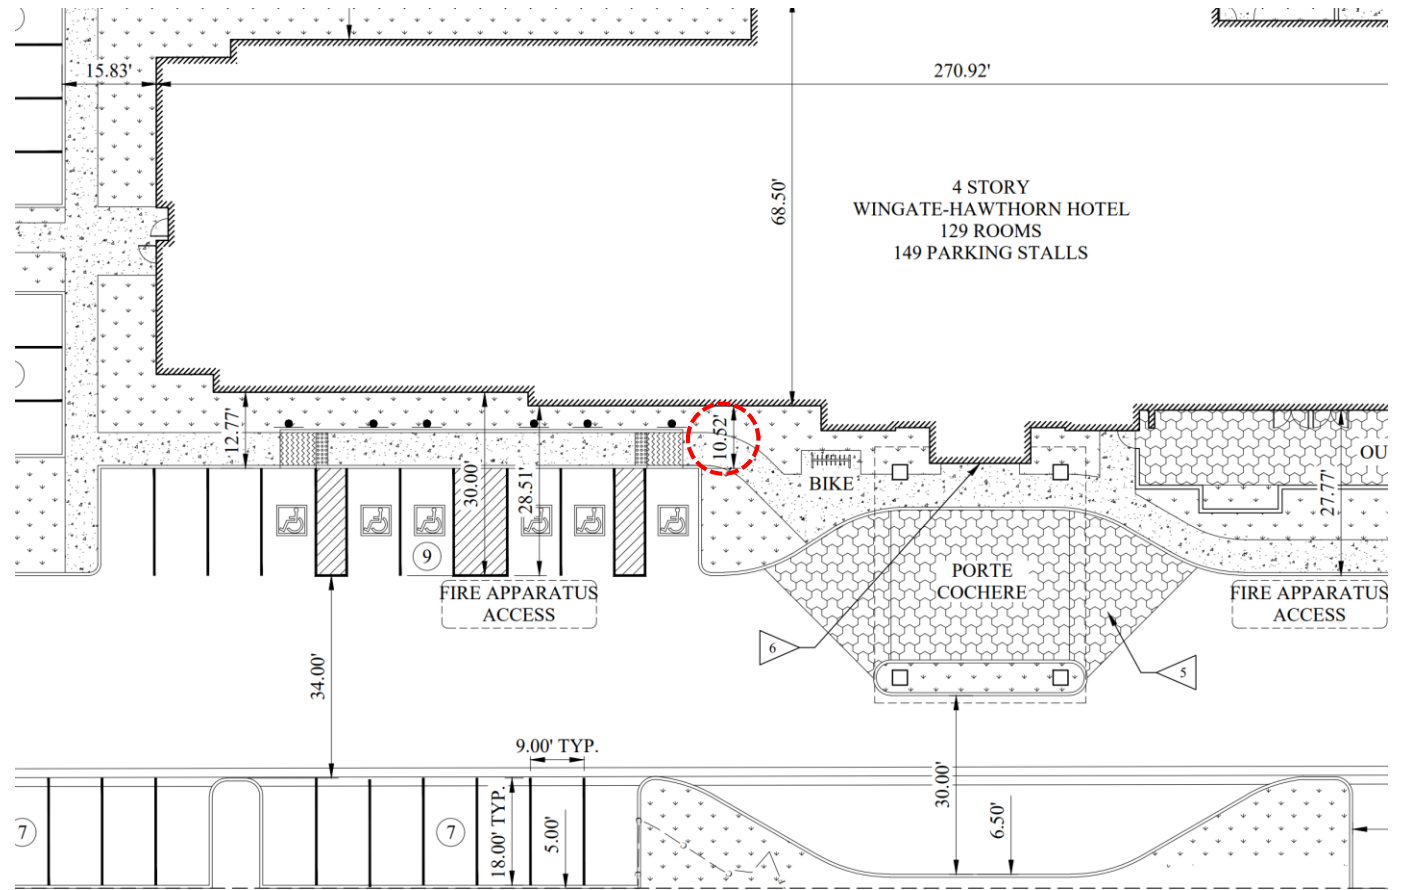 15.83'
270.92'
68.50'
4 STORY
WINGATE-HAWTHORN HOTEL
129 ROOMS
149 PARKING STALLS
12.77'
30.00'
28.51'
10.52'
BIKE
OU
27.77'
9
FIRE APPARATUS
ACCESS
PORTE
COCHERE
FIRE APPARATUS
ACCESS
6
5
34.00'
9.00' TYP.
30.00'
18.00' TYP.
5.00'
6.50'
7
7